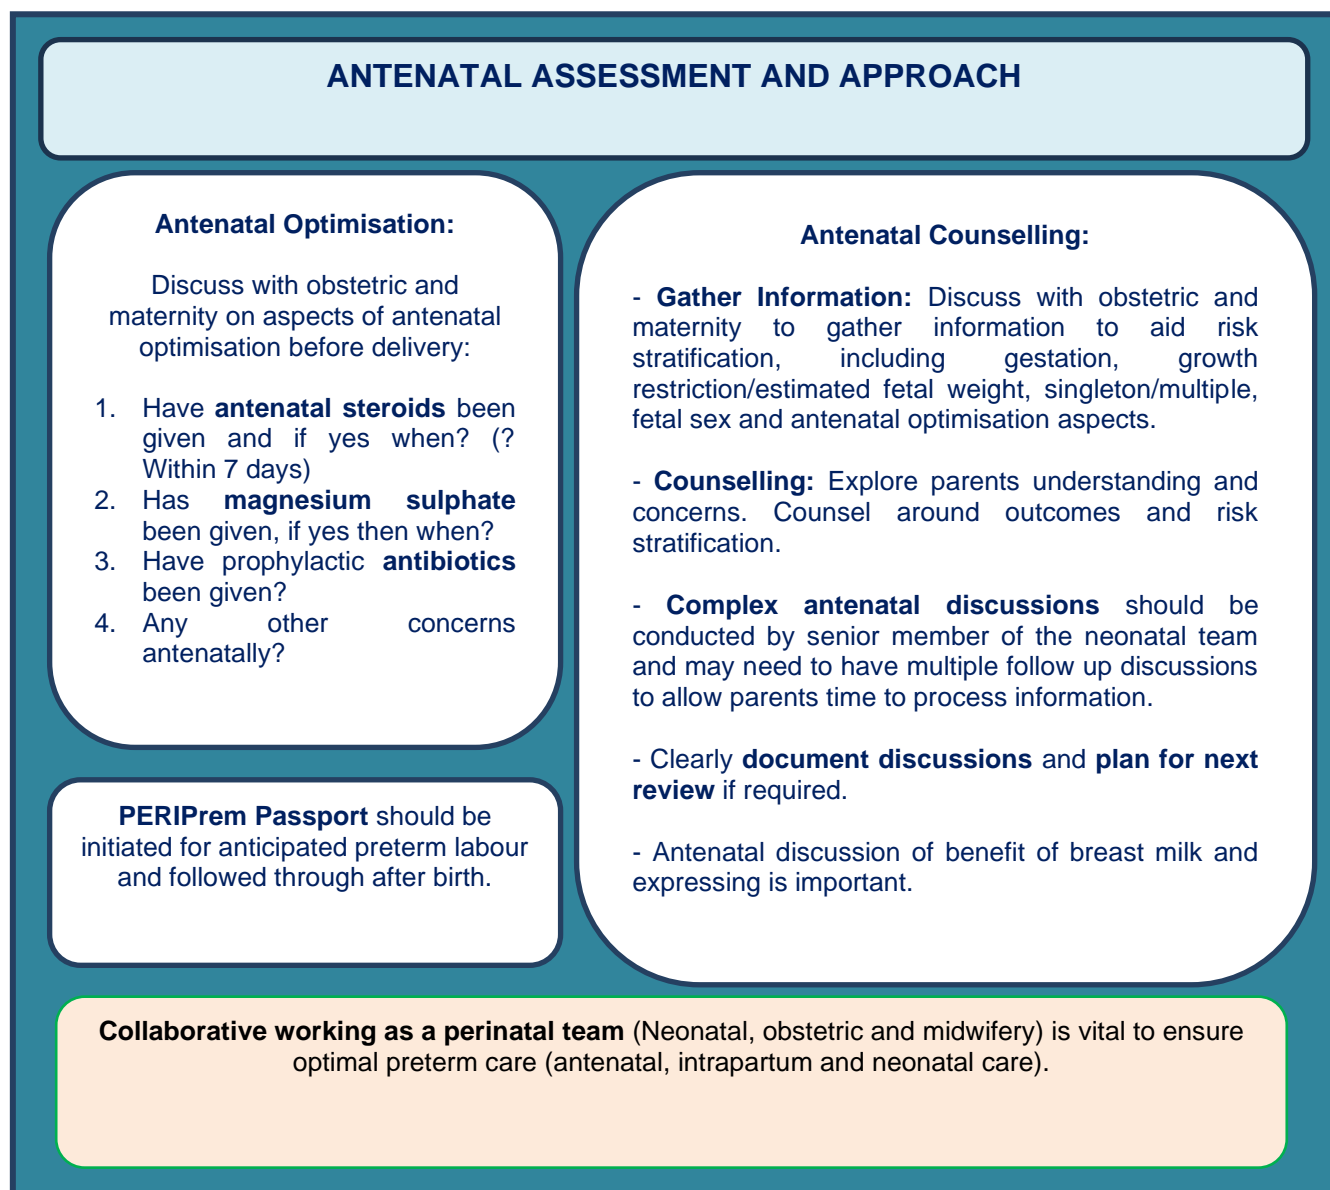 ANTENATAL ASSESSMENT AND APPROACH
Antenatal Optimisation:
Discuss with obstetric and
maternity on aspects of antenatal
optimisation before delivery:
1. Have antenatal steroids been
given and if yes when? (?
Within 7 days)
2. Has magnesium sulphate
been given, if yes then when?
3. Have prophylactic antibiotics
been given?
4. Any other concerns
antenatally?
PERIPrem Passport should be
initiated for anticipated preterm labour
and followed through after birth.
Antenatal Counselling:
- Gather Information: Discuss with obstetric and
maternity to gather information to aid risk
stratification, including gestation, growth
restriction/estimated fetal weight, singleton/multiple,
fetal sex and antenatal optimisation aspects.
- Counselling: Explore parents understanding and
concerns. Counsel around outcomes and risk
stratification.
- Complex antenatal discussions should be
conducted by senior member of the neonatal team
and may need to have multiple follow up discussions
to allow parents time to process information.
- Clearly document discussions and plan for next
review if required.
- Antenatal discussion of benefit of breast milk and
expressing is important.
Collaborative working as a perinatal team (Neonatal, obstetric and midwifery) is vital to ensure
optimal preterm care (antenatal, intrapartum and neonatal care).